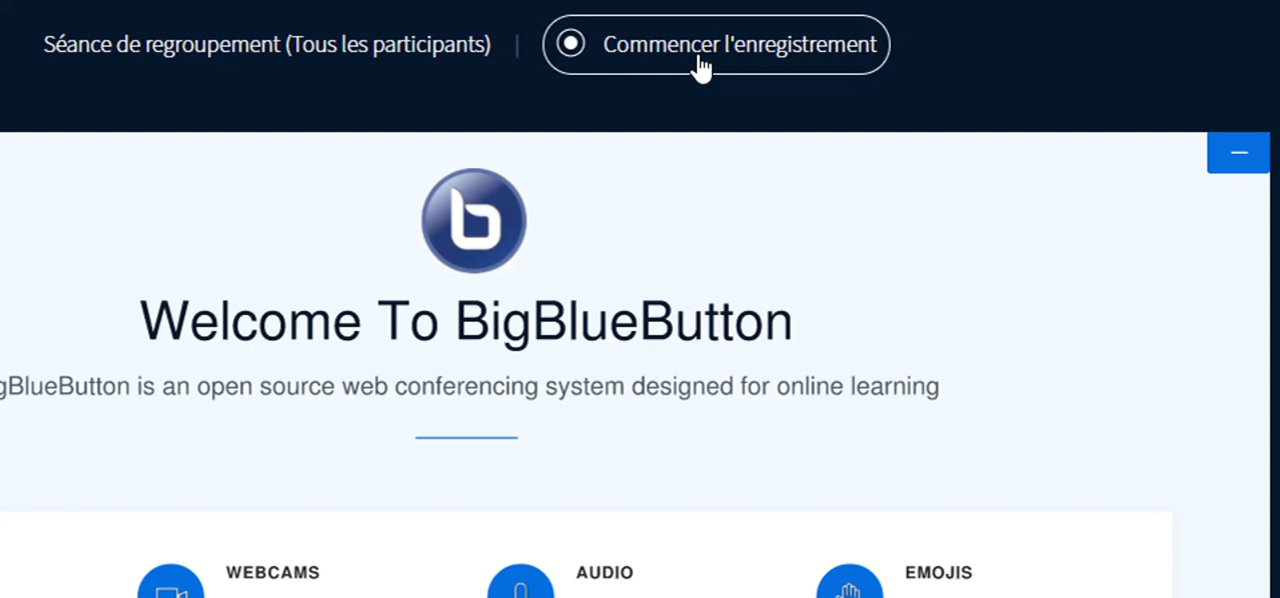 Séance de regroupement (Tous les participants) | Commencer l'enregistrement
Welcome To BigBlueButton
gBlueButton is an open source web conferencing system designed for online learning
WEBCAMS AUDIO EMOJIS